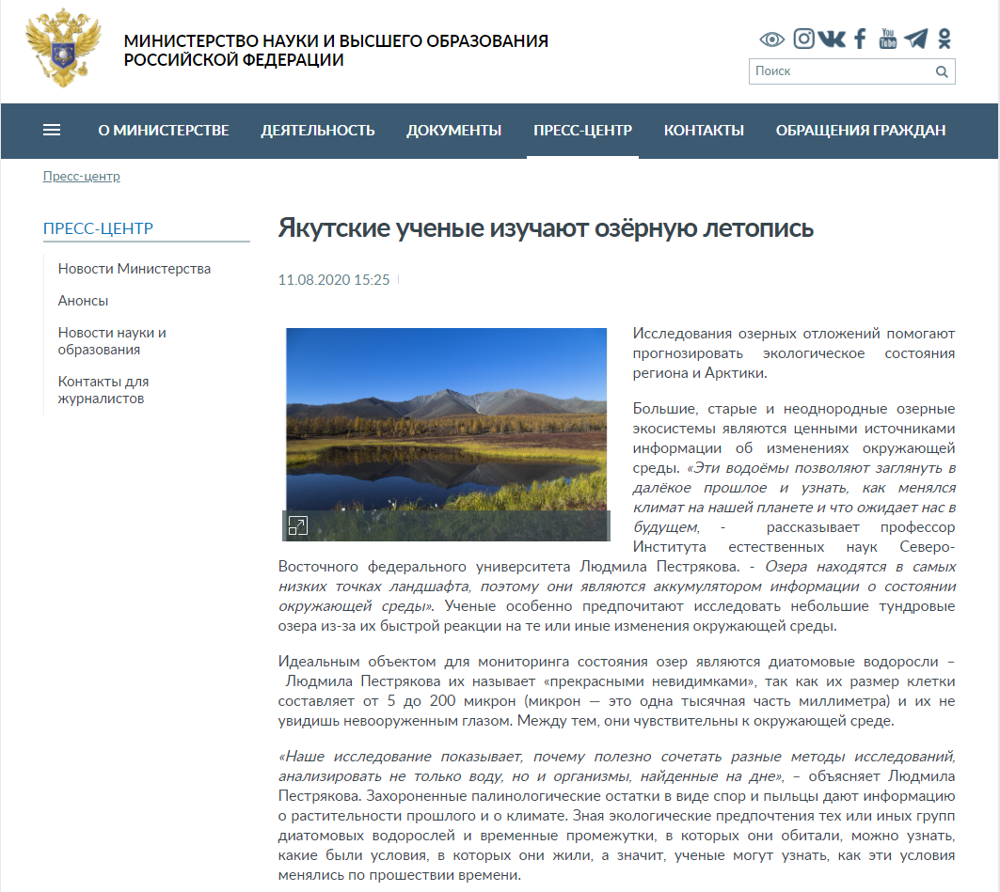 МИНИСТЕРСТВО НАУКИ И ВЫСШЕГО ОБРАЗОВАНИЯ
РОССИЙСКОЙ ФЕДЕРАЦИИ
You
Tube
Поиск
О МИНИСТЕРСТВЕ
ДЕЯТЕЛЬНОСТЬ
ДОКУМЕНТЫ
ПРЕСС-ЦЕНТР
КОНТАКТЫ
ОБРАЩЕНИЯ ГРАЖДАН
Пресс-центр
ПРЕСС-ЦЕНТР
Новости Министерства
Анонсы
Новости науки и
образования
Контакты для
журналистов
Якутские ученые изучают озёрную летопись
11.08.2020 15:25
Исследования озерных отложений помогают
прогнозировать экологическое состояния
региона и Арктики.
Большие, старые и неоднородные озерные
экосистемы являются ценными источниками
информации об изменениях окружающей
среды. «Эти водоёмы позволяют заглянуть в
далёкое прошлое и узнать, как менялся
климат на нашей планете и что ожидает нас в
будущем, - рассказывает профессор
Института естественных наук Северо-
Восточного федерального университета Людмила Пестрякова. - Озера находятся в самых
низких точках ландшафта, поэтому они являются аккумулятором информации о состоянии
окружающей среды». Ученые особенно предпочитают исследовать небольшие тундровые
озера из-за их быстрой реакции на те или иные изменения окружающей среды.
Идеальным объектом для мониторинга состояния озер являются диатомовые водоросли –
Людмила Пестрякова их называет «прекрасными невидимками», так как их размер клетки
составляет от 5 до 200 микрон (микрон — это одна тысячная часть миллиметра) и их не
увидишь невооруженным глазом. Между тем, они чувствительны к окружающей среде.
«Наше исследование показывает, почему полезно сочетать разные методы исследований,
анализировать не только воду, но и организмы, найденные на дне», – объясняет Людмила
Пестрякова. Захороненные палинологические остатки в виде спор и пыльцы дают информацию
о растительности прошлого и о климате. Зная экологические предпочтения тех или иных групп
диатомовых водорослей и временные промежутки, в которых они обитали, можно узнать,
какие были условия, в которых они жили, а значит, ученые могут узнать, как эти условия
менялись по прошествии времени.